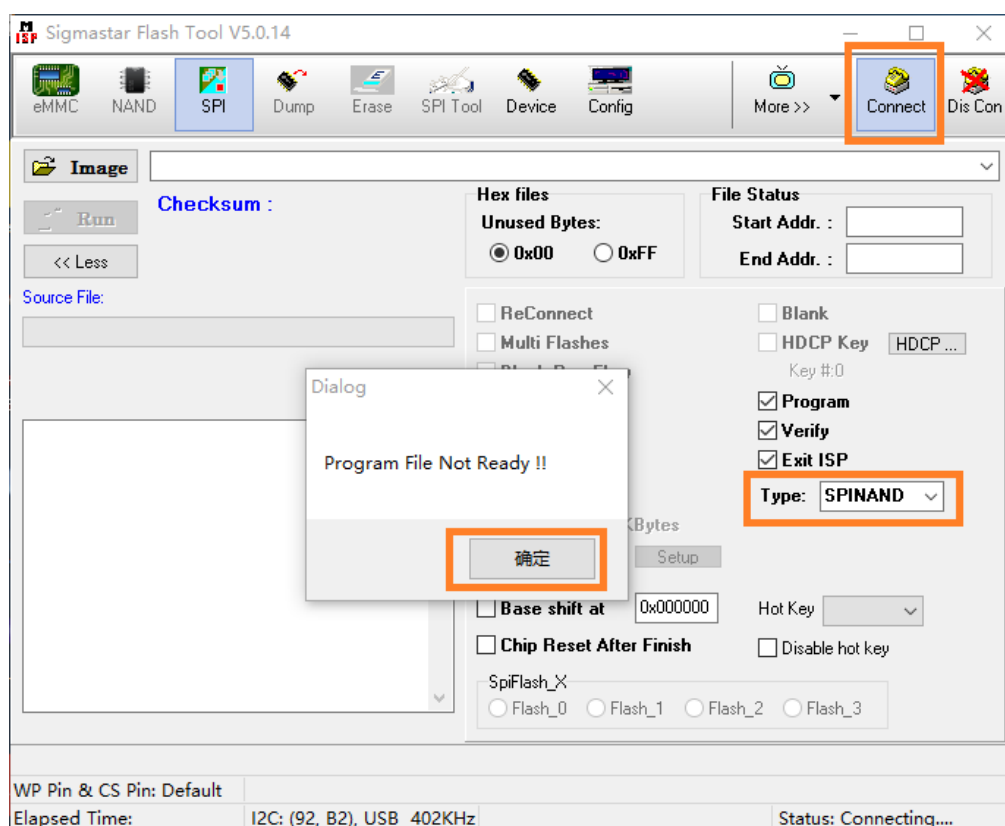 M ISP Sigmastar Flash Tool V5.0.14
eMMC NAND SPI Dump Erase SPI Tool Device Config More >> Connect Dis Con
Image
Run
Checksum :
<< Less
Source File:
Hex files
Unused Bytes:
0x00 0xFF
File Status
Start Addr. :
End Addr. :
ReConnect Blank
Multi Flashes HDCP Key HDCP ...
Key #:0
Program
Verify
Exit ISP
Type: SPINAND
Dialog
Program File Not Ready !!
确定
KBytes
Setup
Base shift at 0x000000 Hot Key
Chip Reset After Finish Disable hot key
SpiFlash_X
Flash_0 Flash_1 Flash_2 Flash_3
WP Pin & CS Pin: Default
Elapsed Time: I2C: (92, B2), USB 402KHz Status: Connecting....